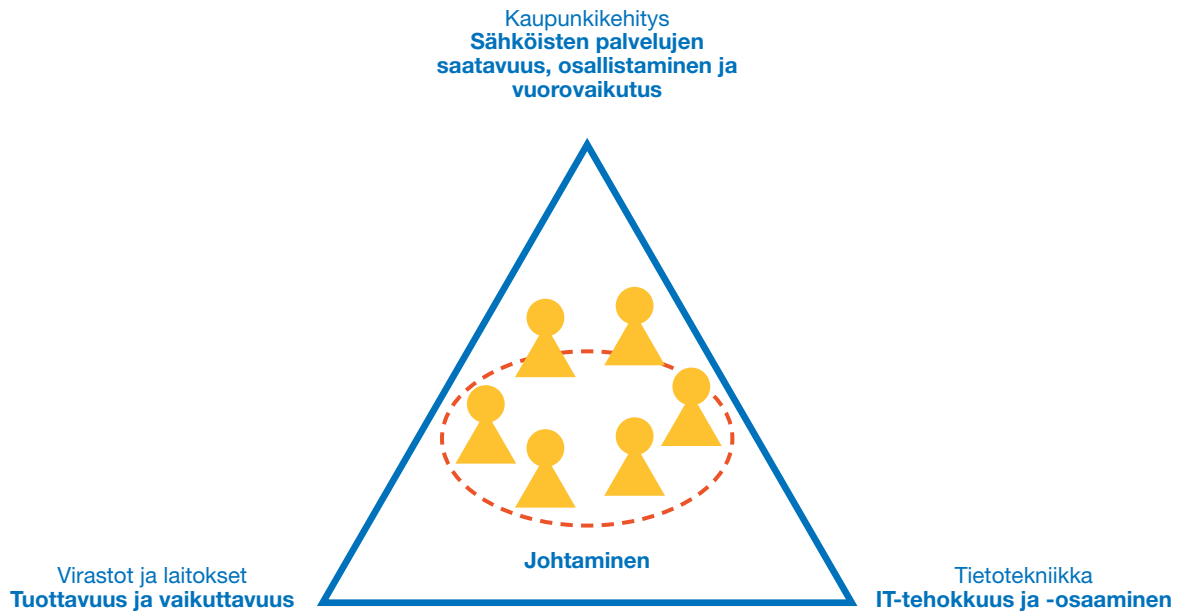 Kaupunkikehitys
Sähköisten palvelujen
saatavuus, osallistaminen ja
vuorovaikutus
Johtaminen
Virastot ja laitokset
Tuottavuus ja vaikuttavuus
Tietotekniikka
IT-tehokkuus ja -osaaminen